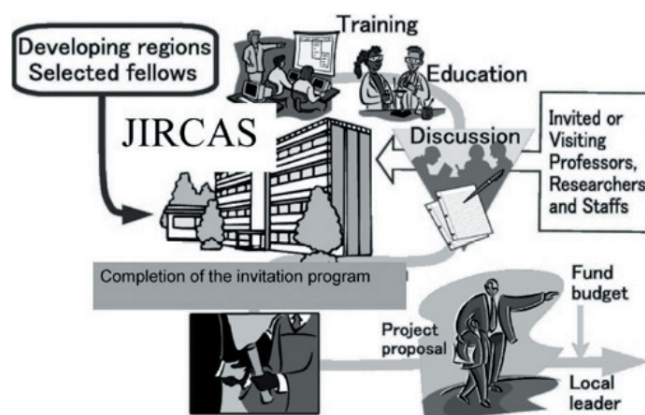 Developing regions
Selected fellows
Training
Education
JIRCAS
Discussion
Invited or
Visiting
Professors,
Researchers
and Staffs
Completion of the invitation program
Fund
budget
Project
proposal
Local
leader